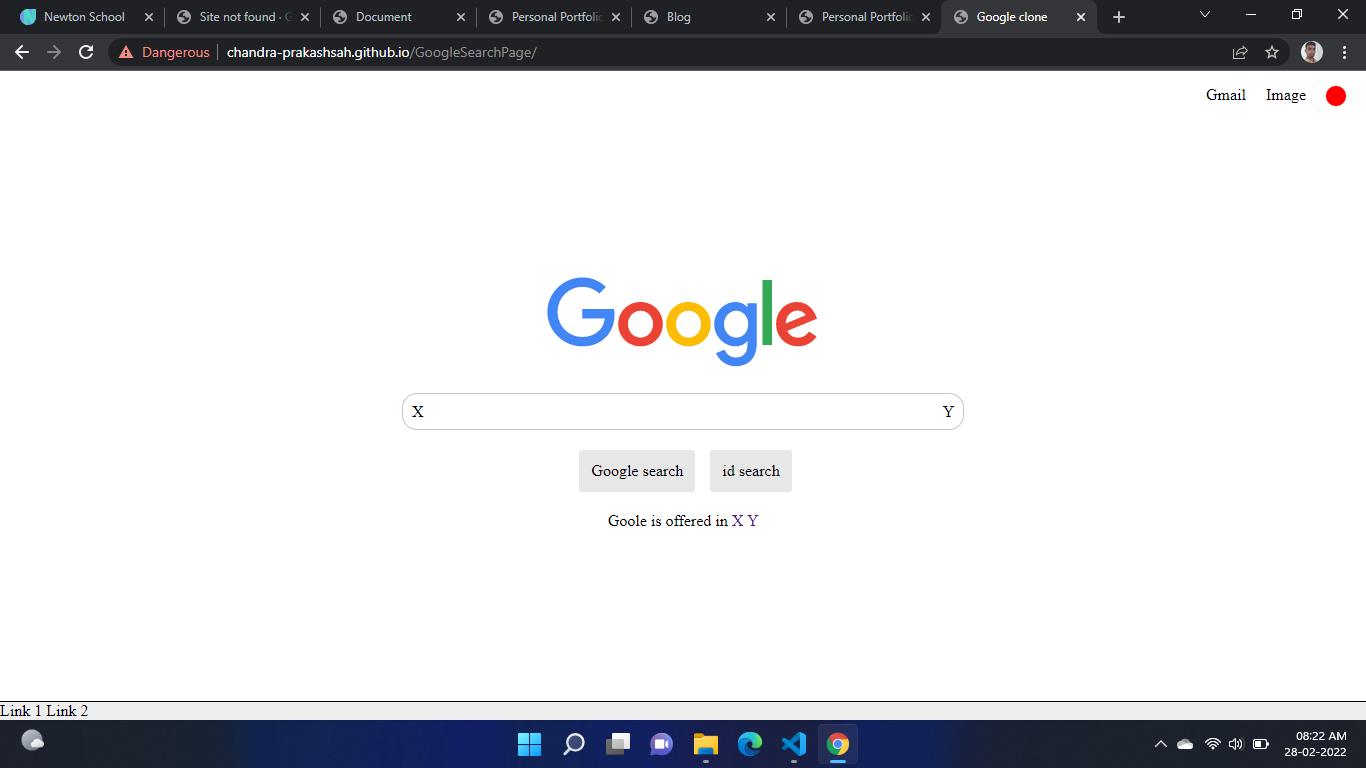 Newton School
Site not found · G
Document
Personal Portfolio
Blog
Personal Portfolio
Google clone
Dangerous chandra-prakashsah.github.io/GoogleSearchPage/
Gmail Image
Google
X Y
Google search id search
Goole is offered in X Y
Link 1 Link 2
08:22 AM
28-02-2022